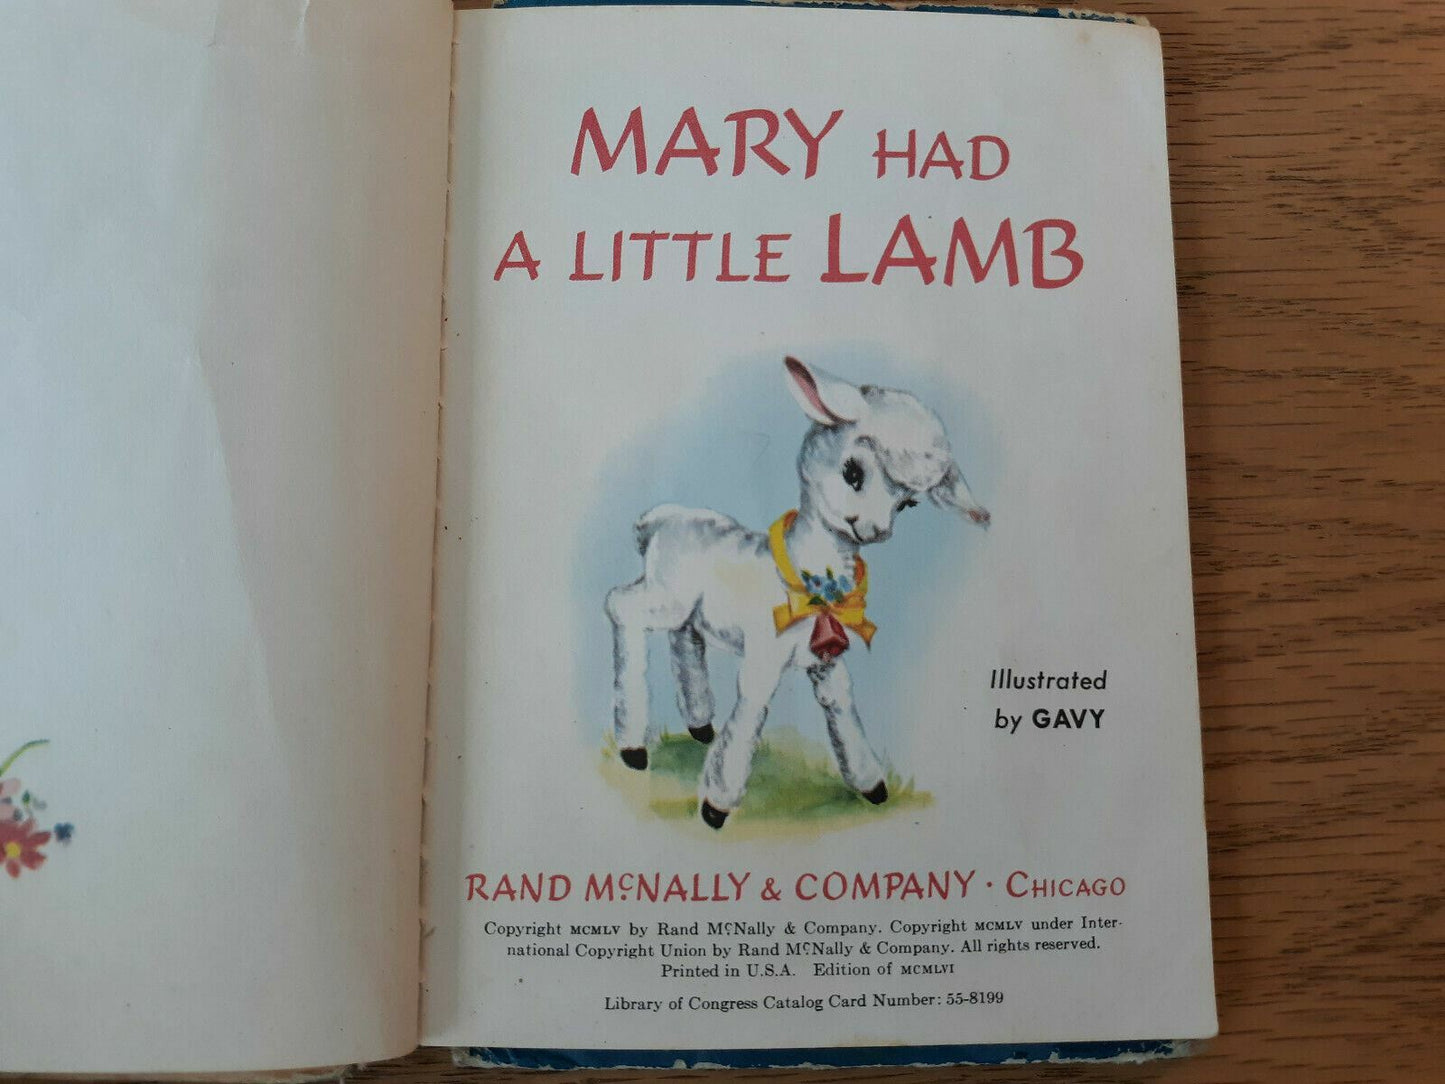 MARY HAD
A LITTLE LAMB
Illustrated
by GAVY
RAND McNALLY & COMPANY · CHICAGO
Copyright MCMLV by Rand McNally & Company. Copyright MCMLV under Inter-
national Copyright Union by Rand McNally & Company. All rights reserved.
Printed in U.S.A. Edition of MCMLVI
Library of Congress Catalog Card Number: 55-8199